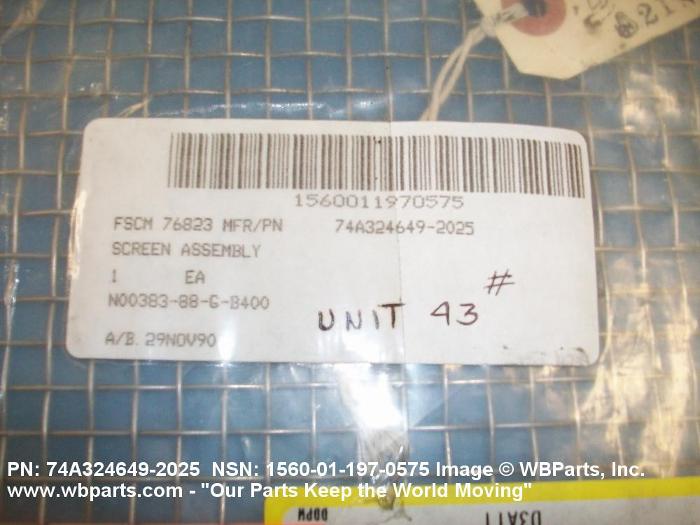 1560011970575
FSCM 76823 MFR/PN 74A324649-2025
SCREEN ASSEMBLY
1 EA
N00383-88-G-B400
UNIT 43 #
A/B. 29NOV90
PN: 74A324649-2025 NSN: 1560-01-197-0575 Image © WBParts, Inc.
www.wbparts.com - "Our Parts Keep the World Moving"